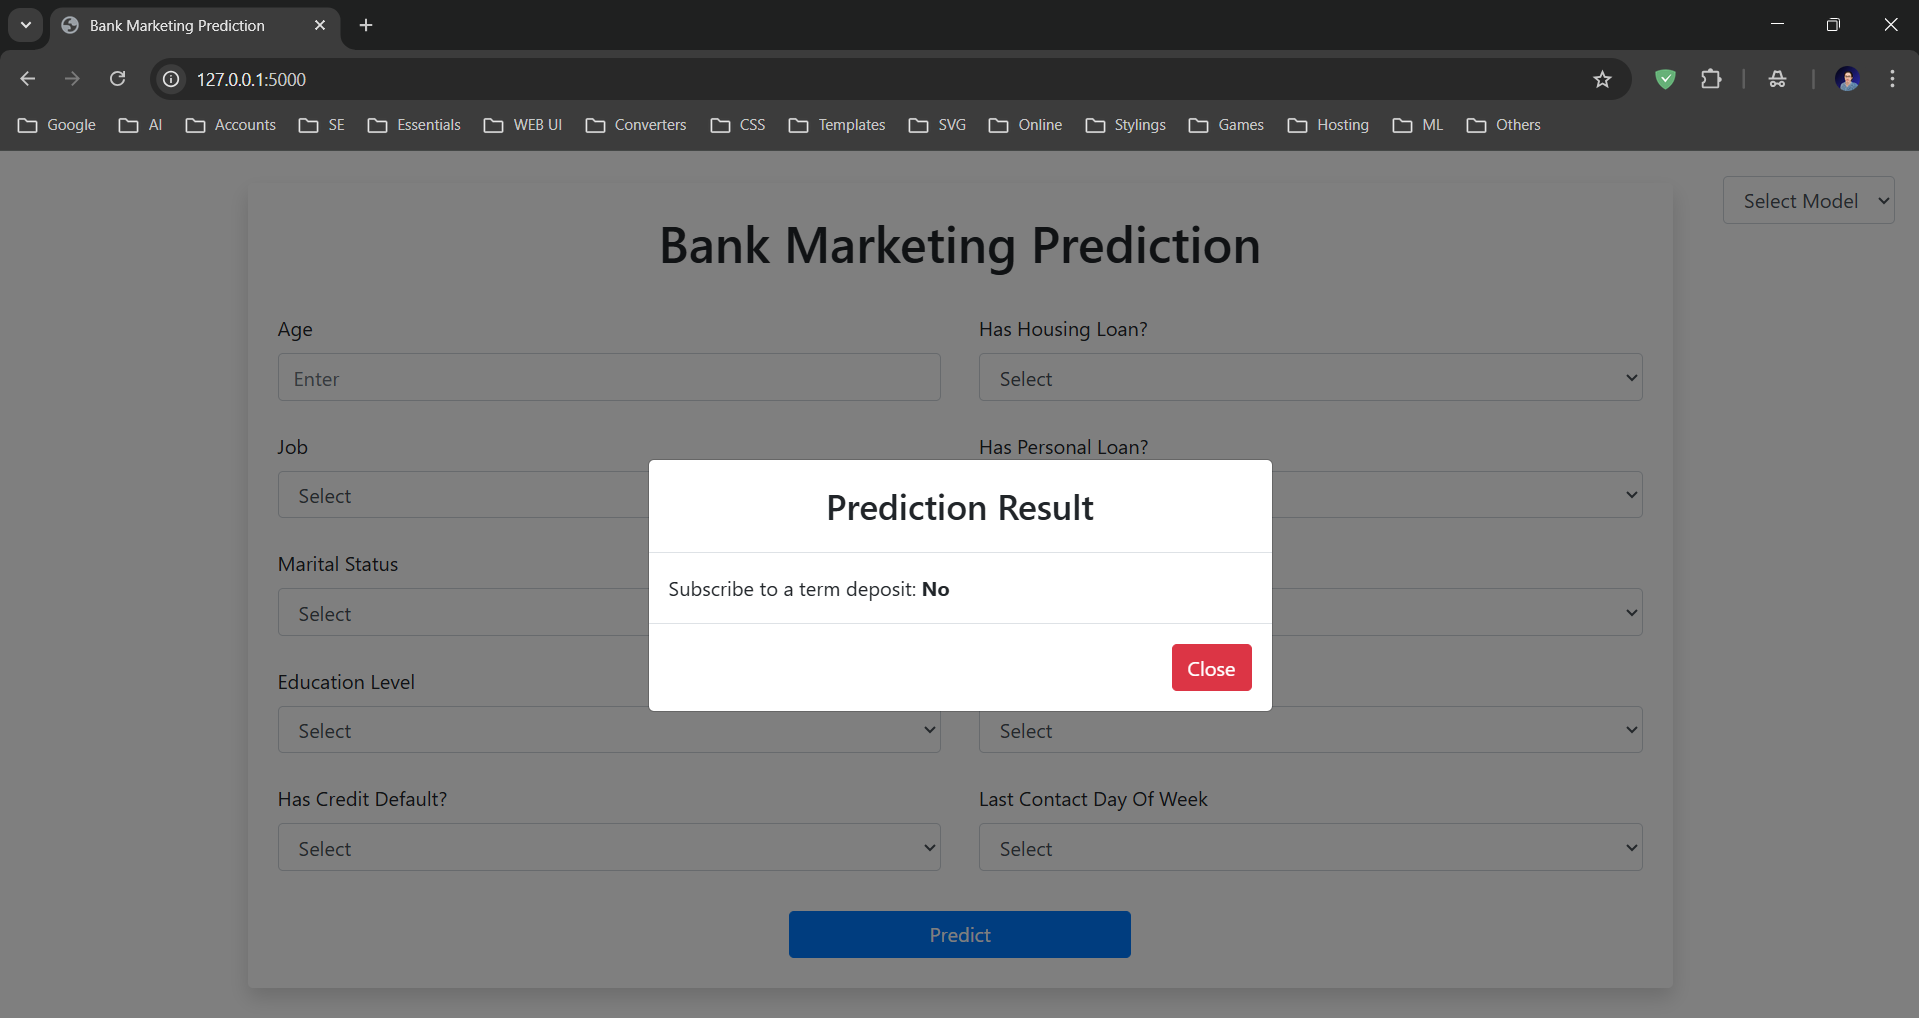 Bank Marketing Prediction
127.0.0.1:5000
Google AI Accounts SE Essentials WEB UI Converters CSS Templates SVG Online Stylings Games Hosting ML Others
Select Model
Bank Marketing Prediction
Age
Enter
Has Housing Loan?
Select
Job
Select
Has Personal Loan?
Marital Status
Select
Education Level
Select
Select
Has Credit Default?
Select
Last Contact Day Of Week
Select
Predict
Prediction Result
Subscribe to a term deposit: No
Close